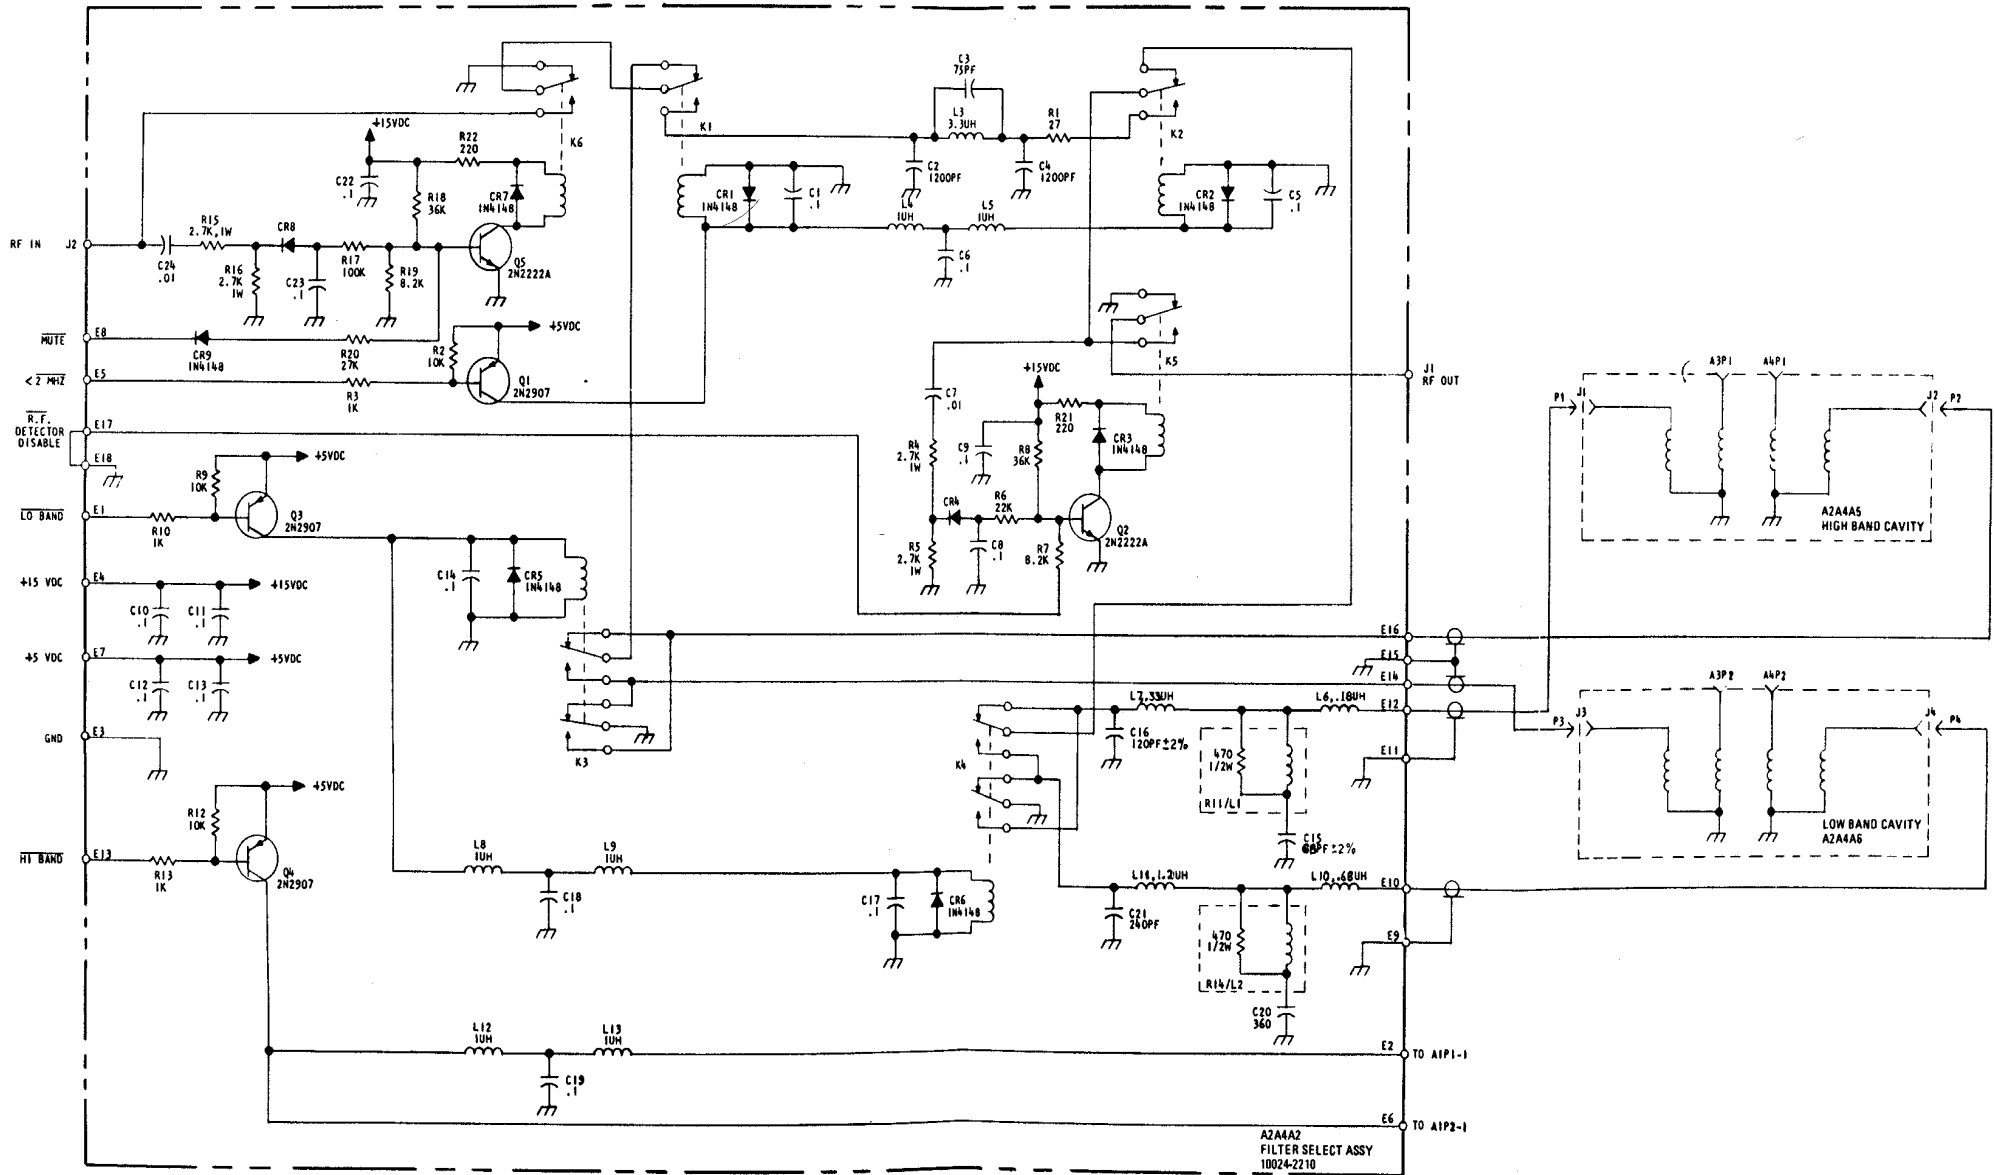 C3
75PF
L3
3.3UH
R1
27
K1
K2
K6
+15VDC
R22
220
C22
.1
R18
36K
CR7
1N4148
CR1
1N4148
C1
.1
C2
1200PF
C4
1200PF
CR2
1N4148
C5
.1
L4
1UH
L5
1UH
C6
.1
RF IN J2
C24
.01
R15
2.7K,1W
R16
2.7K
1W
CR8
C23
.1
R17
100K
R19
8.2K
Q5
2N2222A
MUTE E8
CR9
1N4148
R20
27K
R2
10K
+5VDC
Q1
2N2907
<2 MHZ E5
R3
1K
R.F.
DETECTOR
DISABLE
E17
E18
K5
J1
RF OUT
C7
.01
+15VDC
R21
220
CR3
1N4148
R4
2.7K
1W
C9
.1
R8
36K
CR4
R6
22K
R5
2.7K
1W
C8
.1
R7
8.2K
Q2
2N2222A
A3P1
A4P1
P1
J1
J2
P2
A2A4A5
HIGH BAND CAVITY
R9
10K
+5VDC
LO BAND E1
R10
1K
Q3
2N2907
C14
.1
CR5
1N4148
+15 VDC E4
+15VDC
C10
.1
C11
.1
+5 VDC E7
+5VDC
C12
.1
C13
.1
GND E3
K3
K4
E16
E15
E14
E12
E11
L7,.33UH
L6,.18UH
C16
120PF±2%
470
1/2W
R11/L1
C15
PF±2%
A3P2
A4P2
P3
J3
J4
P4
LOW BAND CAVITY
A2A4A6
R12
10K
+5VDC
HI BAND E13
R13
1K
Q4
2N2907
L8
1UH
L9
1UH
C18
.1
C17
.1
CR6
1N4148
L11,1.2UH
L10,.68UH
E10
C21
240PF
470
1/2W
R14/L2
C20
360
E9
L12
1UH
L13
1UH
C19
.1
E2 TO A1P1-1
E6 TO A1P2-1
A2A4A2
FILTER SELECT ASSY
10024-2210